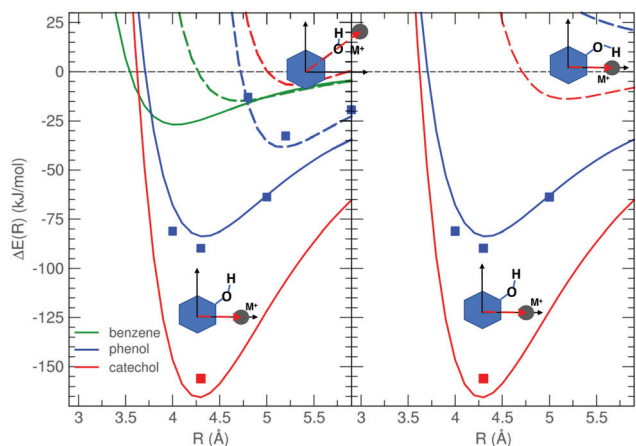 ΔE(R) (kJ/mol)
25
0
-25
-50
-75
-100
-125
-150
H
O
M⁺
H
O
M⁺
H
O
M⁺
H
O
M⁺
benzene
phenol
catechol
3 3.5 4 4.5 5 5.5
3 3.5 4 4.5 5 5.5
R (Å)
R (Å)